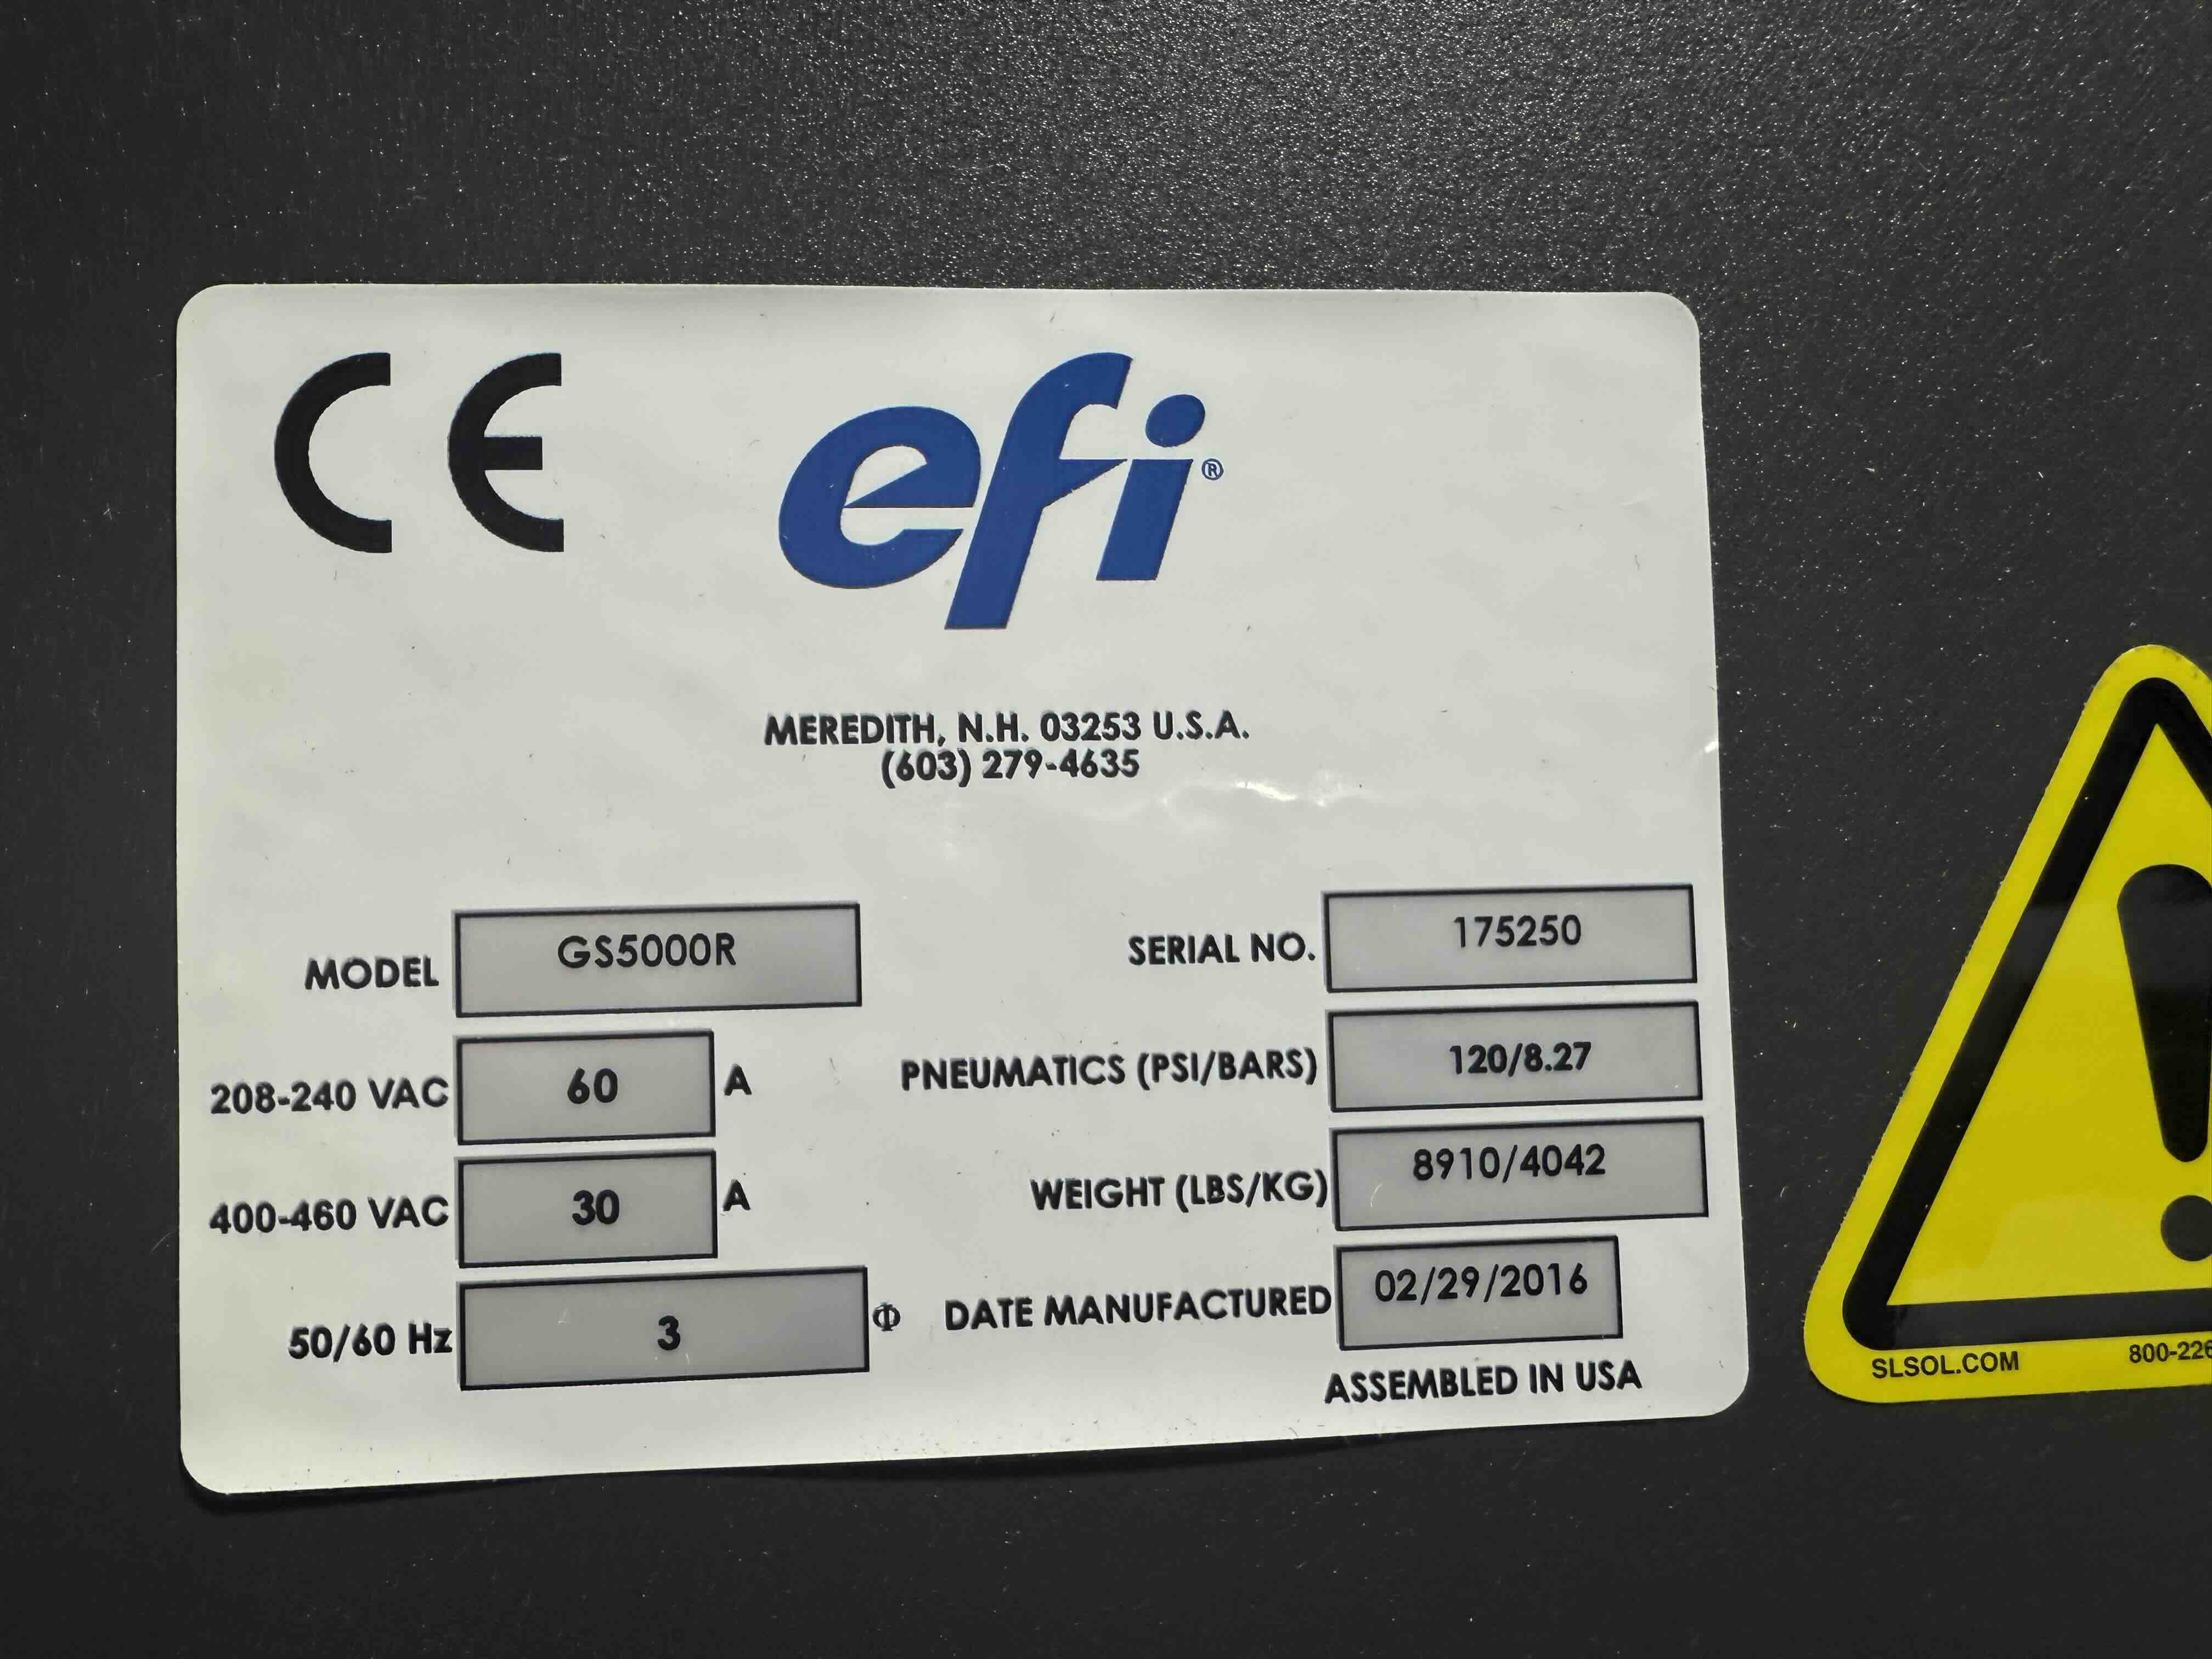 CE efi®
MEREDITH, N.H. 03253 U.S.A.
(603) 279-4635
MODEL GS5000R SERIAL NO. 175250
208-240 VAC 60 A PNEUMATICS (PSI/BARS) 120/8.27
400-460 VAC 30 A WEIGHT (LBS/KG) 8910/4042
50/60 Hz 3 Φ DATE MANUFACTURED 02/29/2016
ASSEMBLED IN USA
SLSOL.COM 800-226